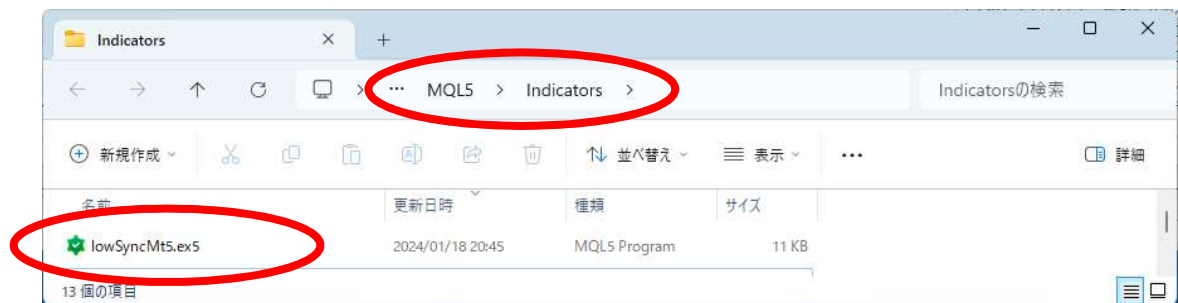 Indicators
MQL5 > Indicators >
Indicatorsの検索
新規作成
並べ替え
表示
詳細
名前 更新日時 種類 サイズ
lowSyncMt5.ex5 2024/01/18 20:45 MQL5 Program 11 KB
13 個の項目